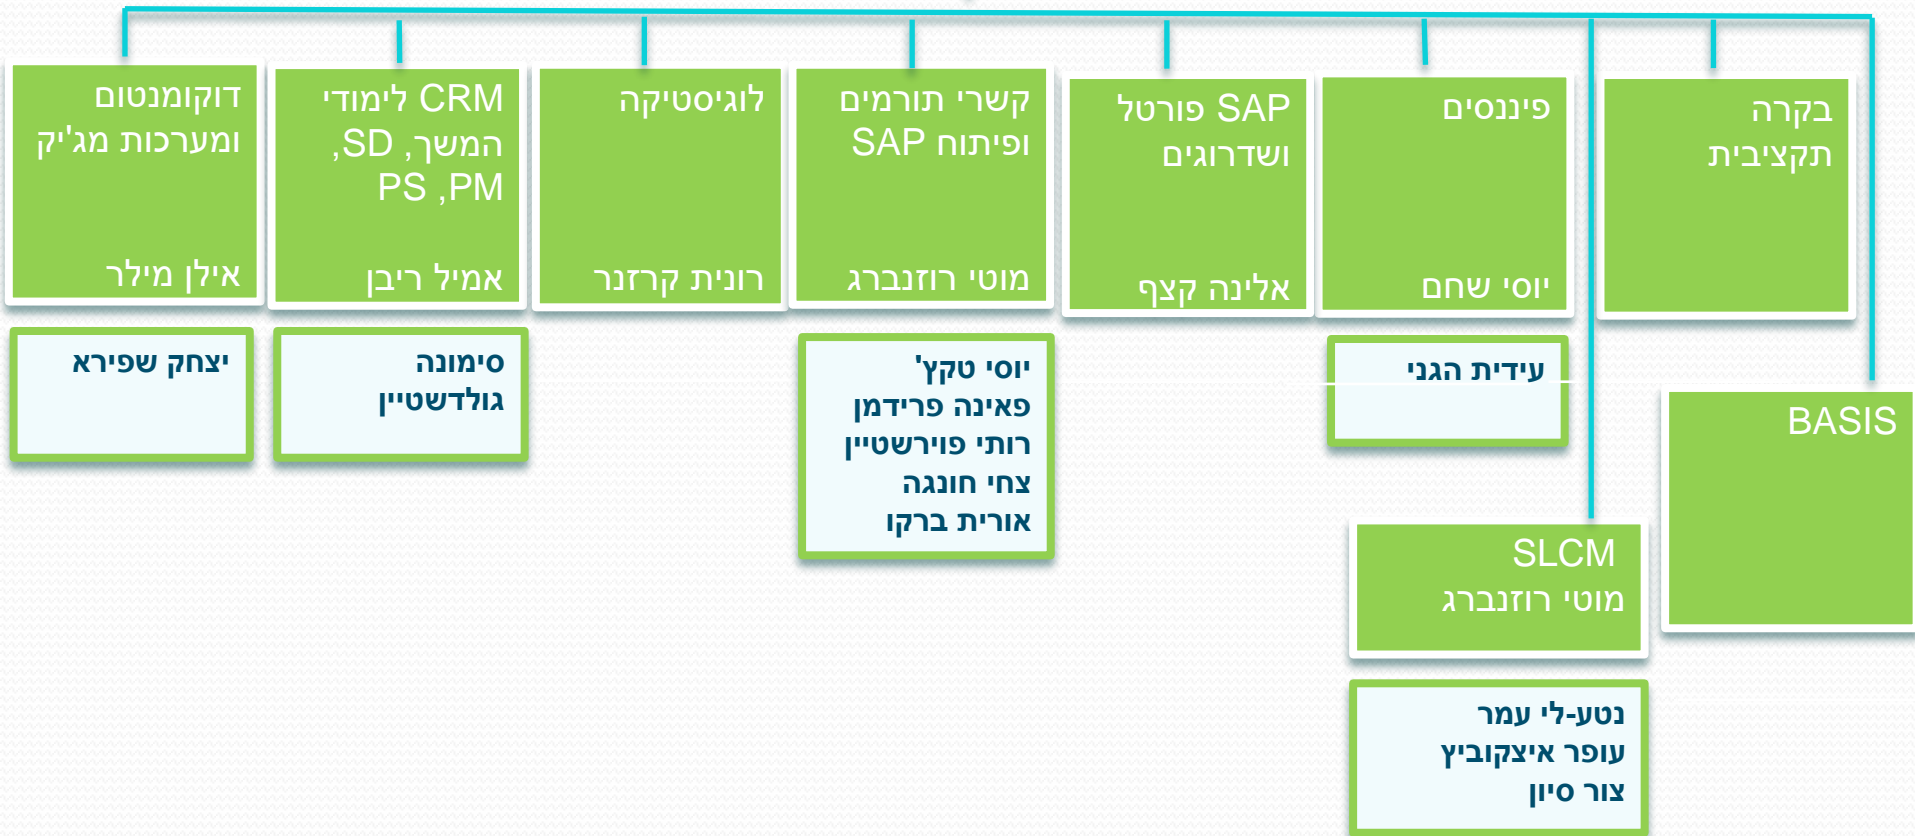 בקרה
תקציבית
פיננסים
יוסי שחם
עידית הגני
SAP פורטל
ושדרוגים
אלינה קצף
קשרי תורמים
ופיתוח SAP
מוטי רוזנברג
יוסי טקץ'
פאינה פרידמן
רותי פוירשטיין
צחי חונגה
אורית ברקו
לוגיסטיקה
רונית קרזנר
CRM לימודי
המשך, SD,
PS ,PM
אמיל ריבן
סימונה
גולדשטיין
דוקומנטום
ומערכות מג'יק
אילן מילר
יצחק שפירא
BASIS
SLCM
מוטי רוזנברג
נטע-לי עמר
עופר איצקוביץ
צור סיון